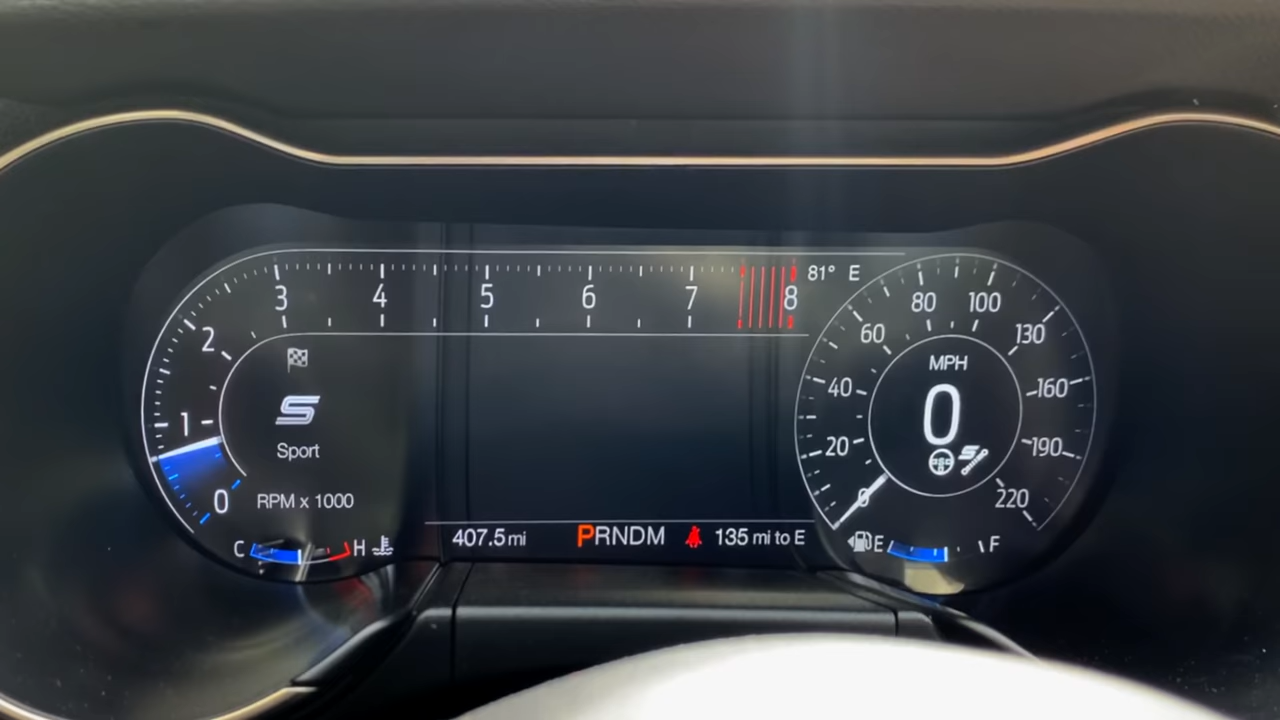 3 4 5 6 7 8 81° E
2
1
0
S
Sport
RPM x 1000
C H
407.5 mi PRNDM 135 mi to E
0 20 40 60 80 100 130 160 190 220
MPH
0
E F